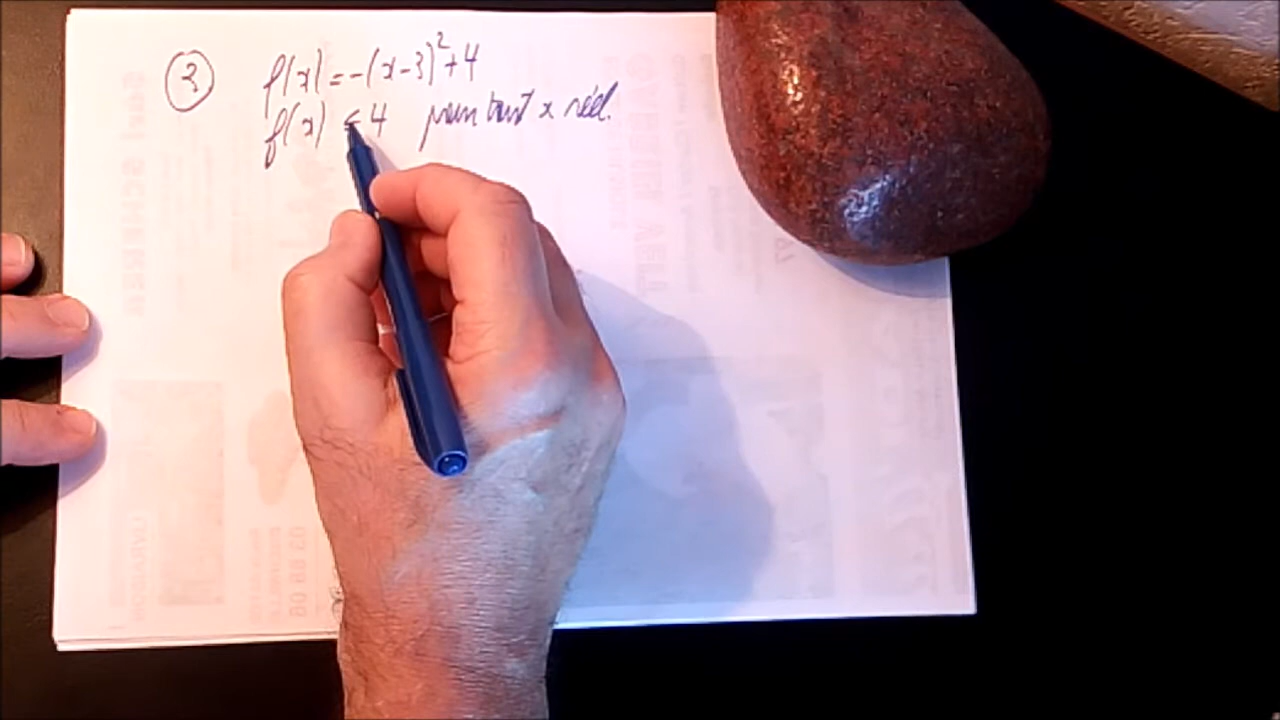 ② f(x) = -(x-3)²+4
f(x) ≤ 4 pour tout x réel.